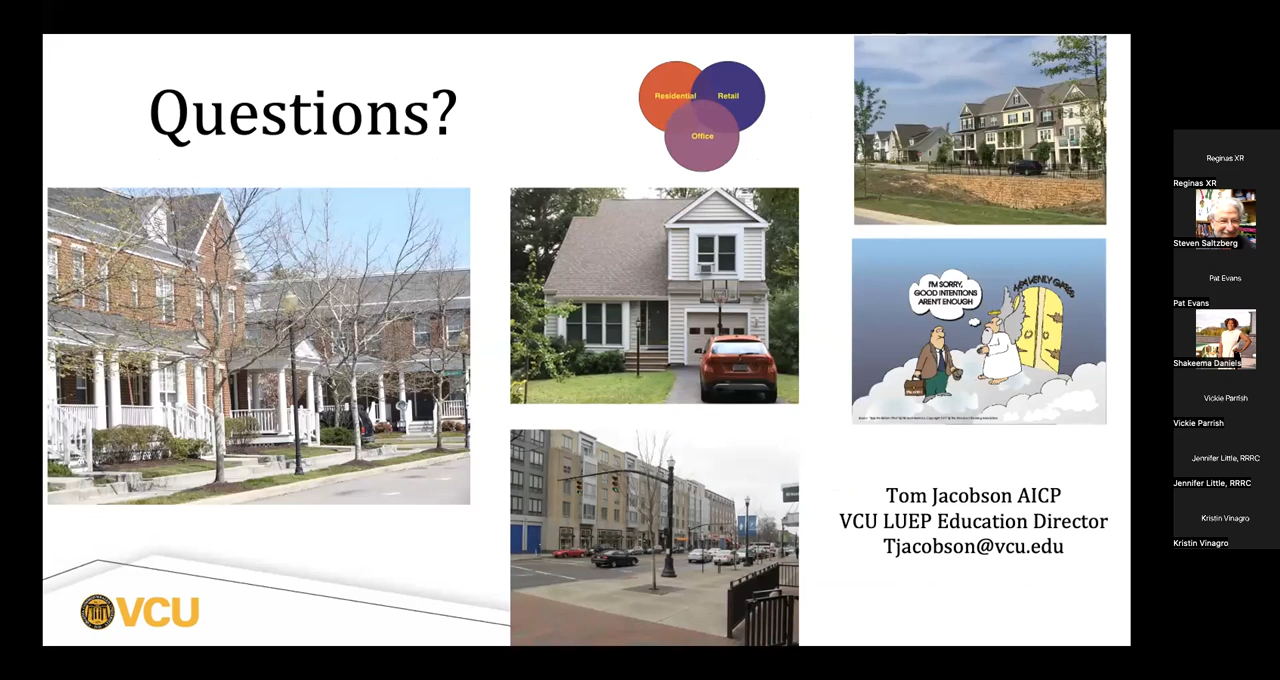 Questions?
Residential
Retail
Office
I'M SORRY,
GOOD INTENTIONS
AREN'T ENOUGH
Tom Jacobson AICP
VCU LUEP Education Director
Tjacobson@vcu.edu
VCU
Reginas XR
Reginas XR
Steven Saltzberg
Pat Evans
Pat Evans
Shakeema Daniels
Vickie Parrish
Vickie Parrish
Jennifer Little, RRRC
Jennifer Little, RRRC
Kristin Vinagro
Kristin Vinagro